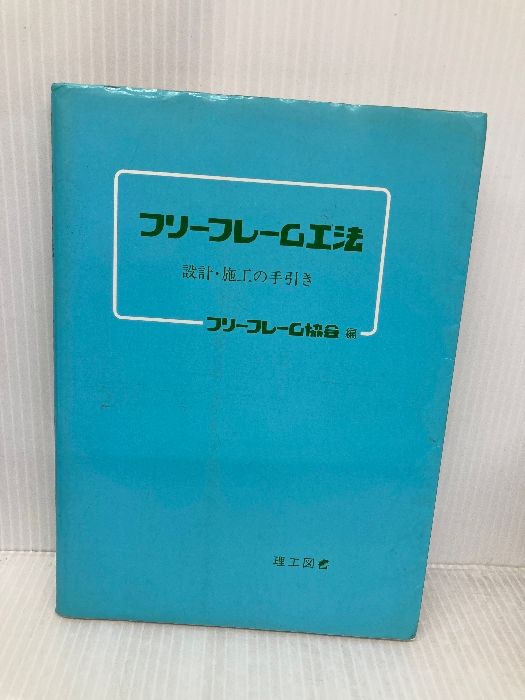 フリーフレーム工法
設計・施工の手引き
フリーフレーム協会 編
理工図書